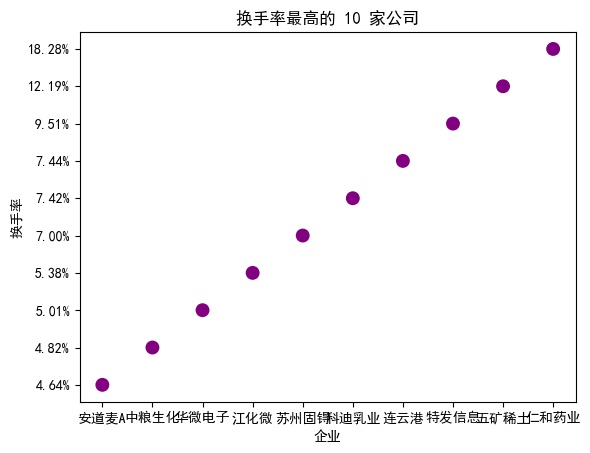 换手率最高的 10 家公司
换手率
18.28%
12.19%
9.51%
7.44%
7.42%
7.00%
5.38%
5.01%
4.82%
4.64%
安道麦A 中粮生化 华微电子 江化微 苏州固锝 科迪乳业 连云港 特发信息 五矿稀土 仁和药业
企业